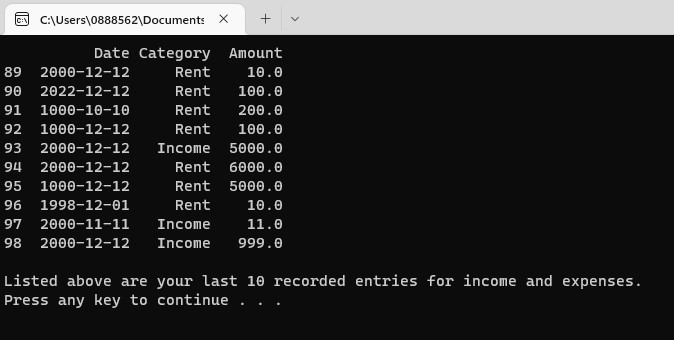 C:\Users\0888562\Documents
Date Category Amount
89 2000-12-12 Rent 10.0
90 2022-12-12 Rent 100.0
91 1000-10-10 Rent 200.0
92 1000-12-12 Rent 100.0
93 2000-12-12 Income 5000.0
94 2000-12-12 Rent 6000.0
95 1000-12-12 Rent 5000.0
96 1998-12-01 Rent 10.0
97 2000-11-11 Income 11.0
98 2000-12-12 Income 999.0
Listed above are your last 10 recorded entries for income and expenses.
Press any key to continue . . .